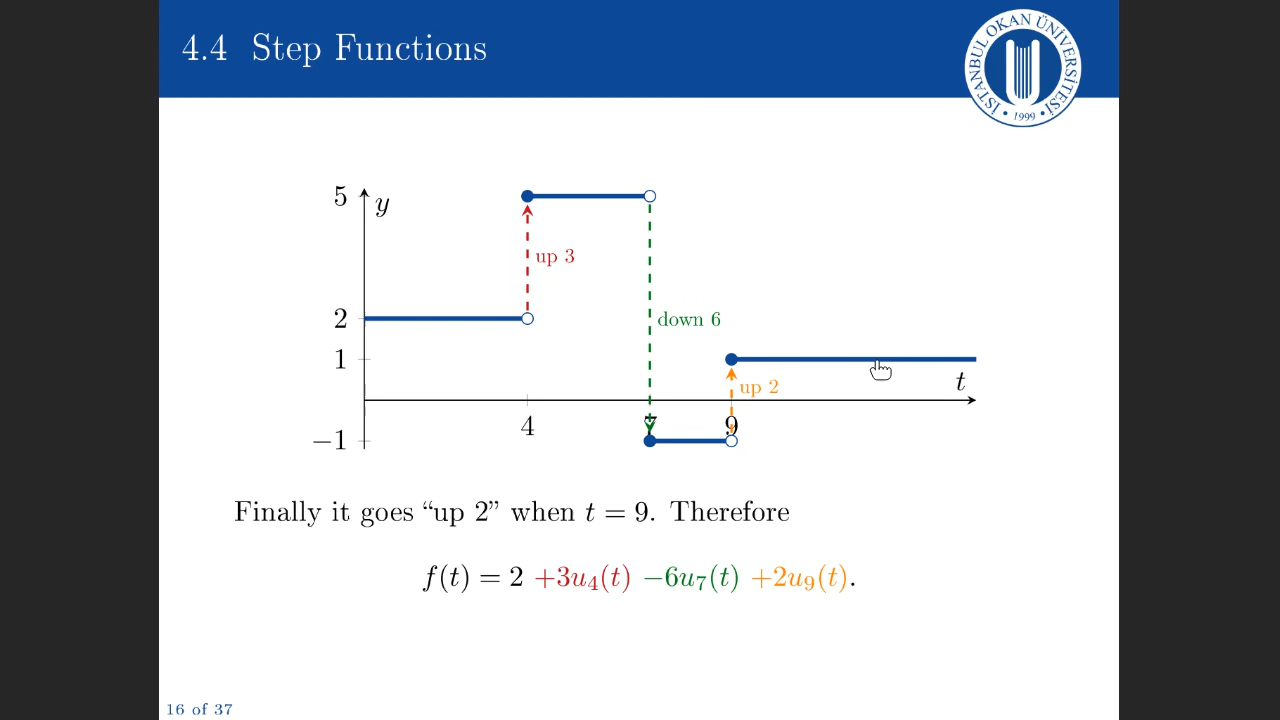 4.4 Step Functions
İSTANBUL OKAN ÜNİVERSİTESİ
• 1999 •
5
y
up 3
2
down 6
1
up 2
t
4
7
9
−1
Finally it goes “up 2” when t = 9. Therefore
f(t) = 2 +3u₄(t) −6u₇(t) +2u₉(t).
16 of 37